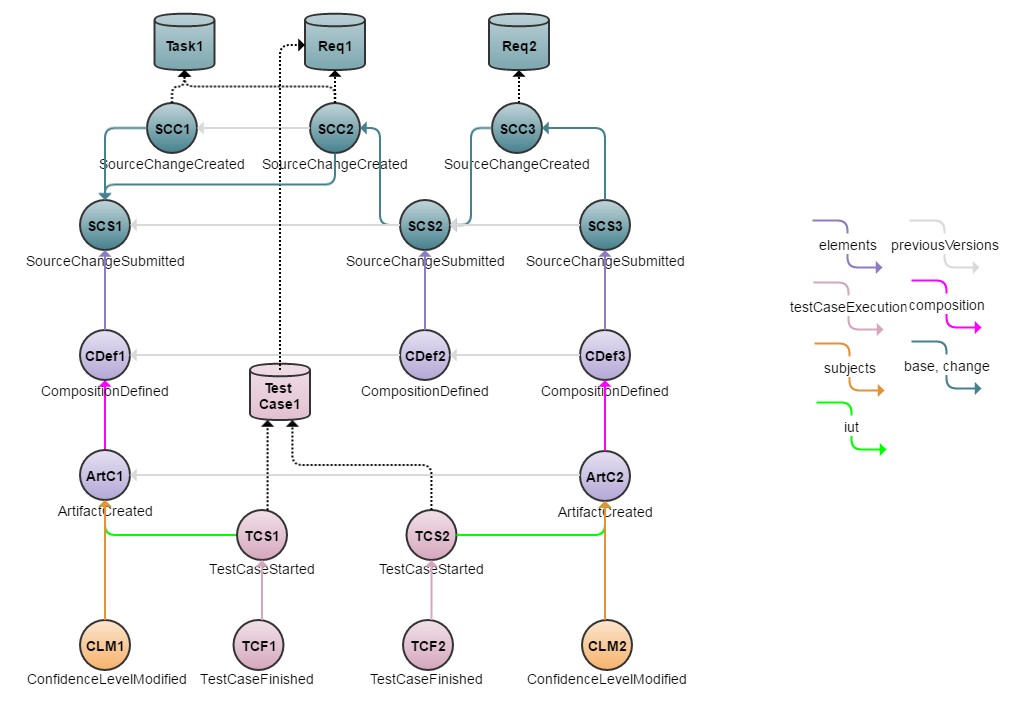 Task1
Req1
Req2
SCC1
SCC2
SCC3
SourceChangeCreated
SourceChangeCreated
SourceChangeCreated
SCS1
SCS2
SCS3
SourceChangeSubmitted
SourceChangeSubmitted
SourceChangeSubmitted
elements
previousVersions
testCaseExecution
composition
subjects
base, change
iut
CDef1
CDef2
CDef3
CompositionDefined
CompositionDefined
CompositionDefined
Test
Case1
ArtC1
ArtC2
ArtifactCreated
ArtifactCreated
TCS1
TCS2
TestCaseStarted
TestCaseStarted
CLM1
TCF1
TCF2
CLM2
ConfidenceLevelModified
TestCaseFinished
TestCaseFinished
ConfidenceLevelModified